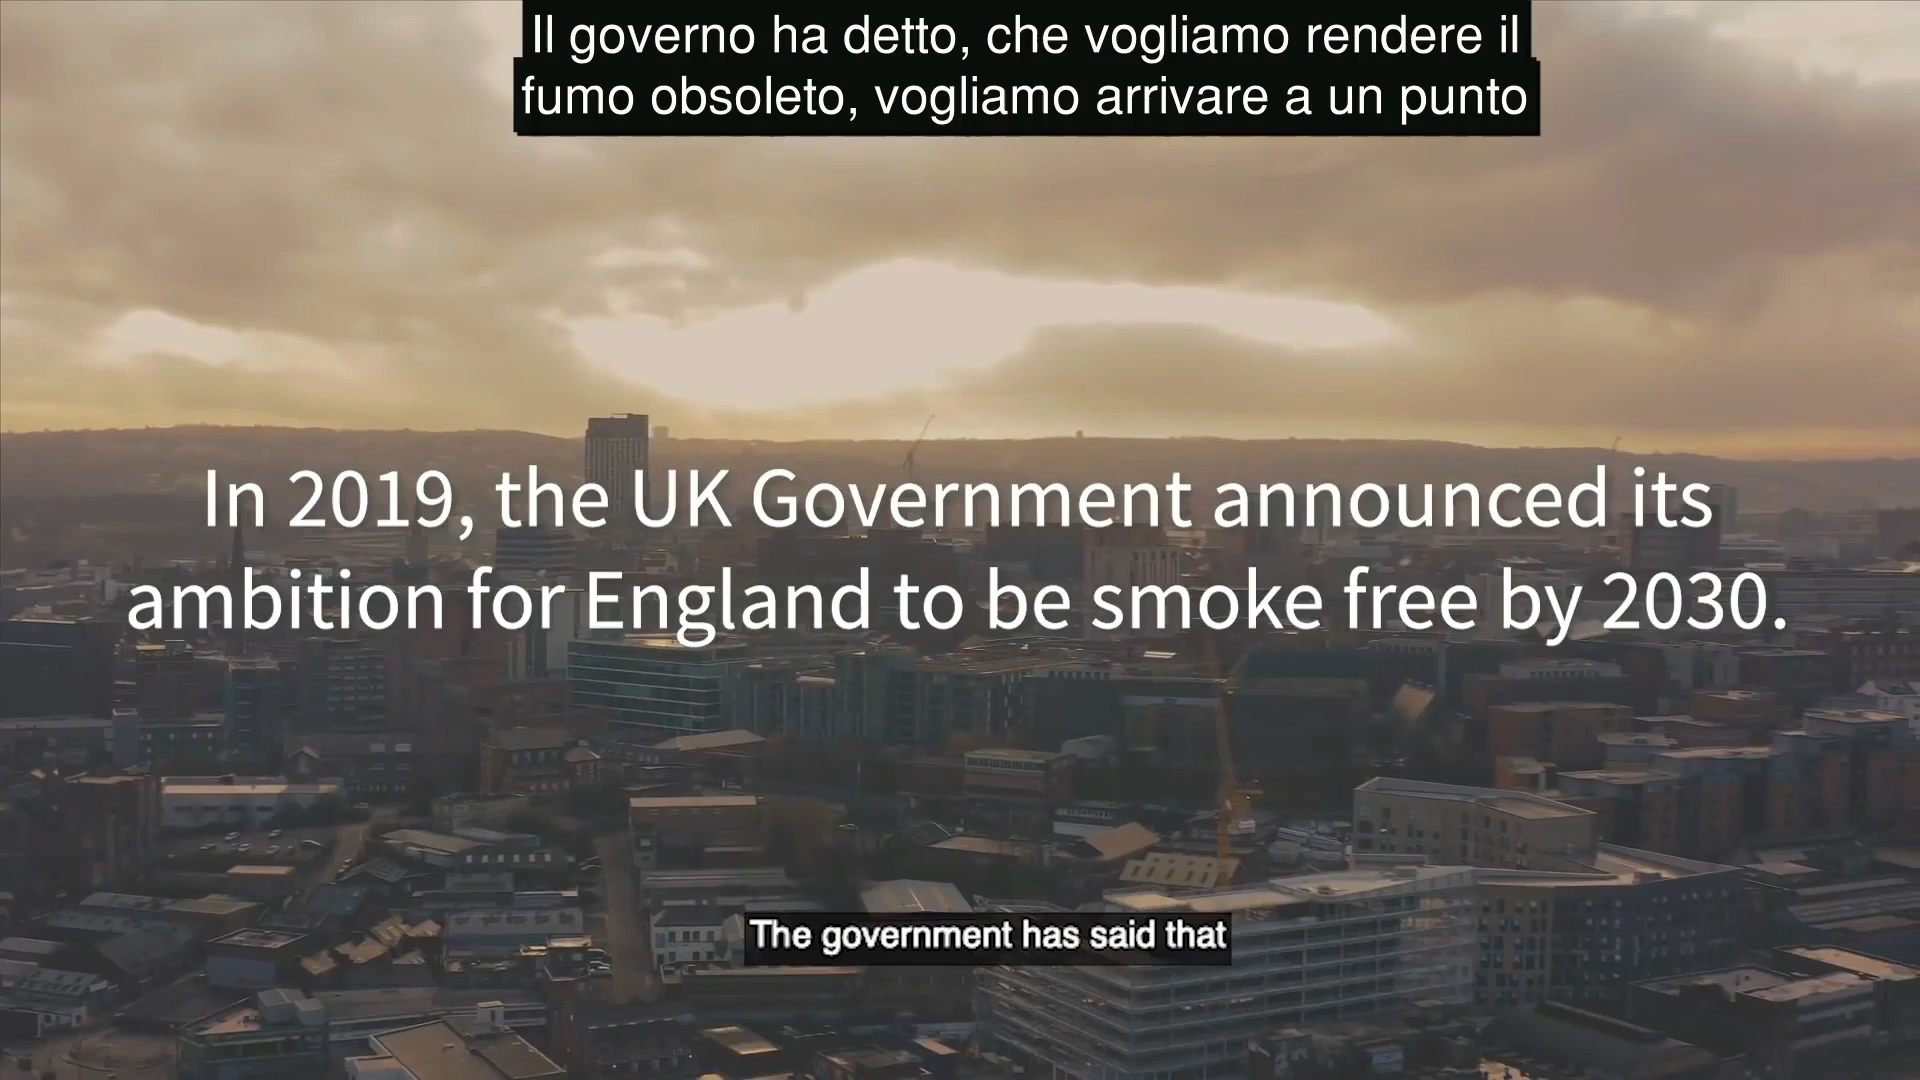 Il governo ha detto, che vogliamo rendere il
fumo obsoleto, vogliamo arrivare a un punto
In 2019, the UK Government announced its
ambition for England to be smoke free by 2030.
The government has said that